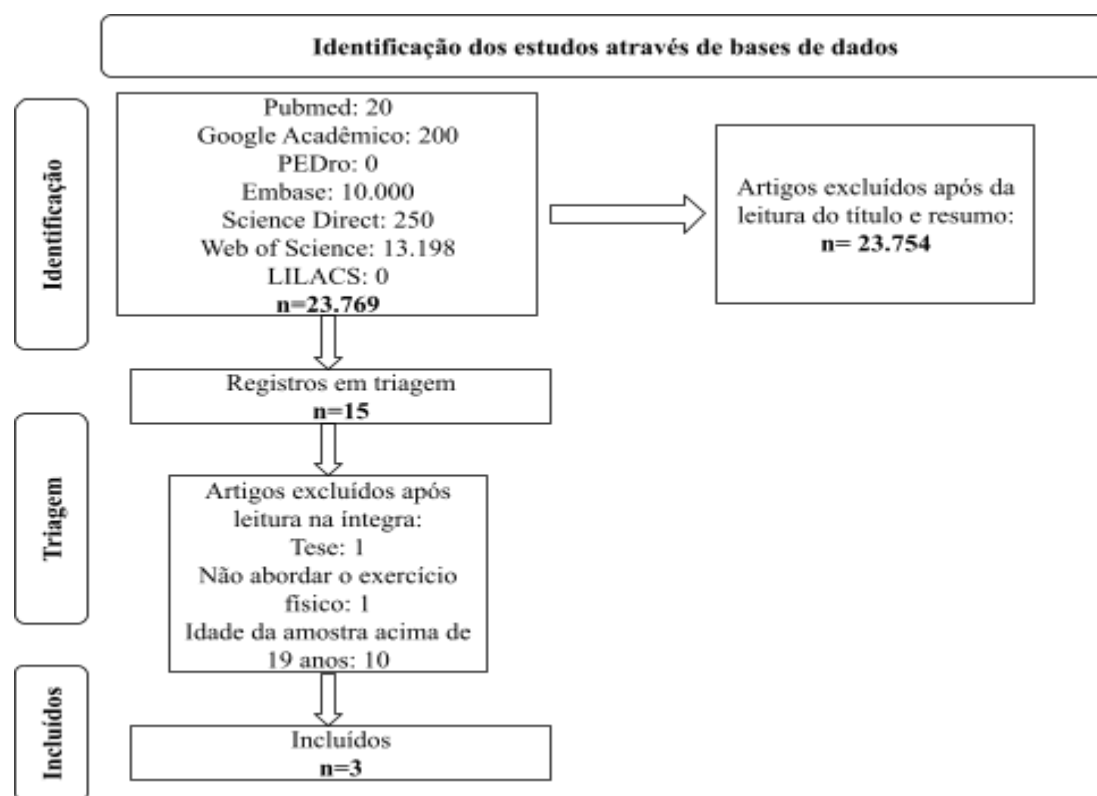 Identificação dos estudos através de bases de dados
Identificação
Pubmed: 20
Google Acadêmico: 200
PEDro: 0
Embase: 10.000
Science Direct: 250
Web of Science: 13.198
LILACS: 0
n=23.769
Artigos excluídos após da
leitura do título e resumo:
n= 23.754
Triagem
Registros em triagem
n=15
Artigos excluídos após
leitura na íntegra:
Tese: 1
Não abordar o exercício
físico: 1
Idade da amostra acima de
19 anos: 10
Incluídos
Incluídos
n=3